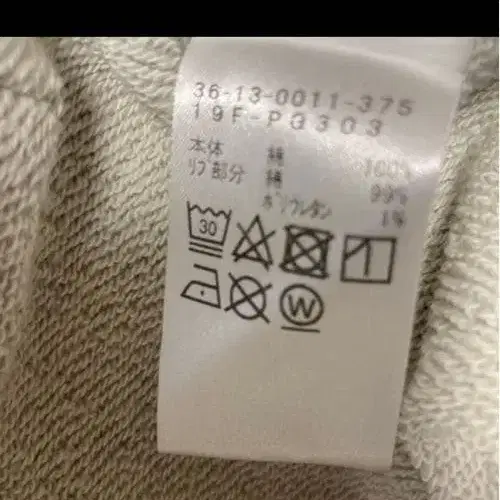 36-13-0011-375
19F-PG303
本体 綿 100%
リブ部分 綿 99%
ポリウレタン 1%
30
W